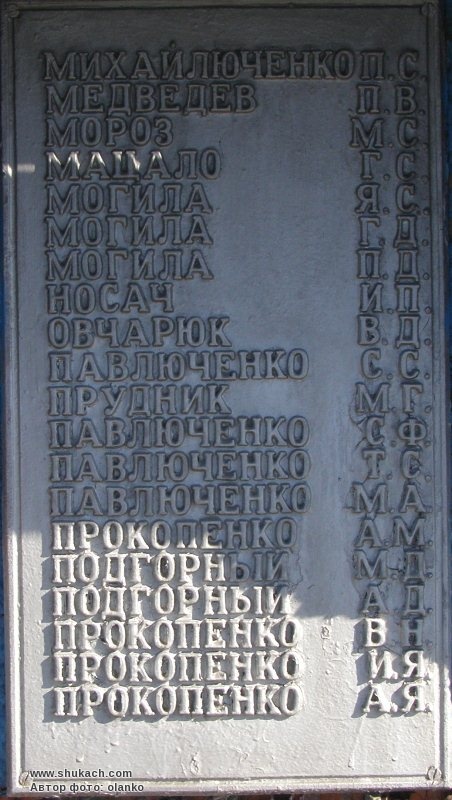 МИХАЙЛЮЧЕНКО П.С.
МЕДВЕДЕВ П.В.
МОРОЗ М.С.
МАЦАЛО Г.С.
МОГИЛА Я.С.
МОГИЛА Г.Д.
МОГИЛА П.Д.
НОСАЧ И.П.
ОВЧАРЮК В.Д.
ПАВЛЮЧЕНКО С.С.
ПРУДНИК М.Г.
ПАВЛЮЧЕНКО С.Ф.
ПАВЛЮЧЕНКО Т.С.
ПАВЛЮЧЕНКО М.А.
ПРОКОПЕНКО А.М.
ПОДГОРНЫЙ М.Д.
ПОДГОРНЫЙ А.Д.
ПРОКОПЕНКО В.Н.
ПРОКОПЕНКО И.Я.
ПРОКОПЕНКО А.Я.
www.shukach.com
Автор фото: olanko